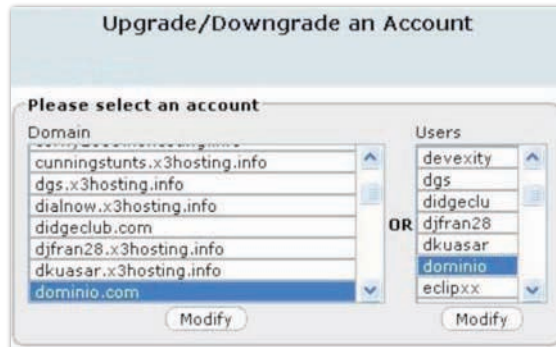 Upgrade/Downgrade an Account
Please select an account
Domain
cunningstunts.x3hosting.info
dgs.x3hosting.info
dialnow.x3hosting.info
didgeclub.com
djfran28.x3hosting.info
dkuasar.x3hosting.info
dominio.com
Modify
OR
Users
devexity
dgs
didgeclu
djfran28
dkuasar
dominio
eclipxx
Modify